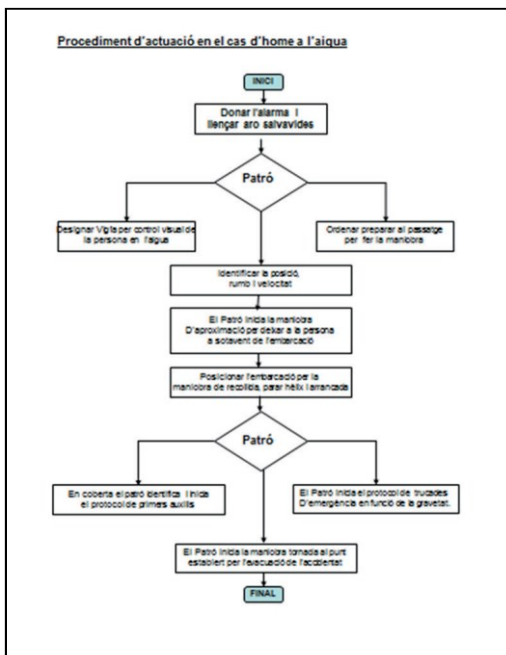 Procediment d'actuació en el cas d'home a l'aigua
INICI
Donar l'alarma i
llençar aro salvavides
Patró
Designar Vigía per control visual de
la persona en l'aigua
Ordenar preparar al passatge
per fer la maniobra
Identificar la posició,
rumb i velocitat
El Patró inicia la maniobra
D'aproximació per deixar a la persona
a sotavent de l'embarcació
Posicionar l'embarcació per la
maniobra de recollida, parar hèlix i arrancada
Patró
En coberta el patró identifica i inicia
el protocol de primers auxilis
El Patró inicia el protocol de trucades
D'emergència en funció de la gravetat.
El Patró inicia la maniobra tornada al punt
establert per l'evacuació de l'accidentat
FINAL